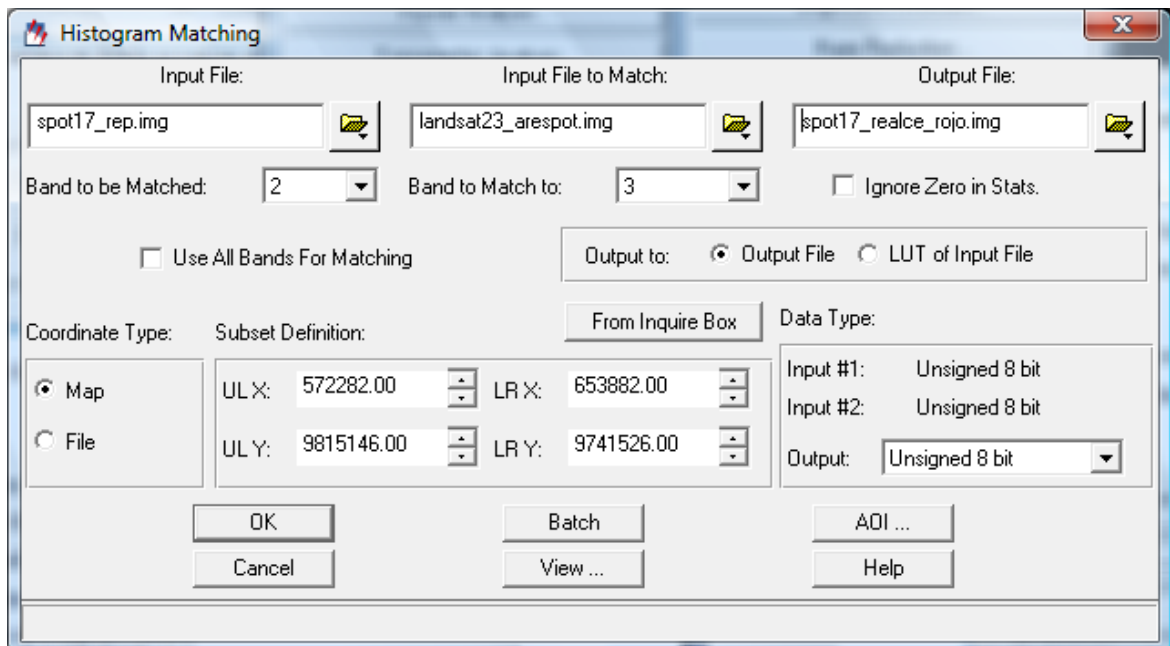 Histogram Matching
Input File: Input File to Match: Output File:
spot17_rep.img landsat23_arespot.img spot17_realce_rojo.img
Band to be Matched: 2 Band to Match to: 3 Ignore Zero in Stats.
Use All Bands For Matching Output to: Output File LUT of Input File
Coordinate Type: Subset Definition: From Inquire Box Data Type:
Map UL X: 572282.00 LR X: 653882.00 Input #1: Unsigned 8 bit
Input #2: Unsigned 8 bit
File UL Y: 9815146.00 LR Y: 9741526.00 Output: Unsigned 8 bit
OK Batch AOI ...
Cancel View ... Help